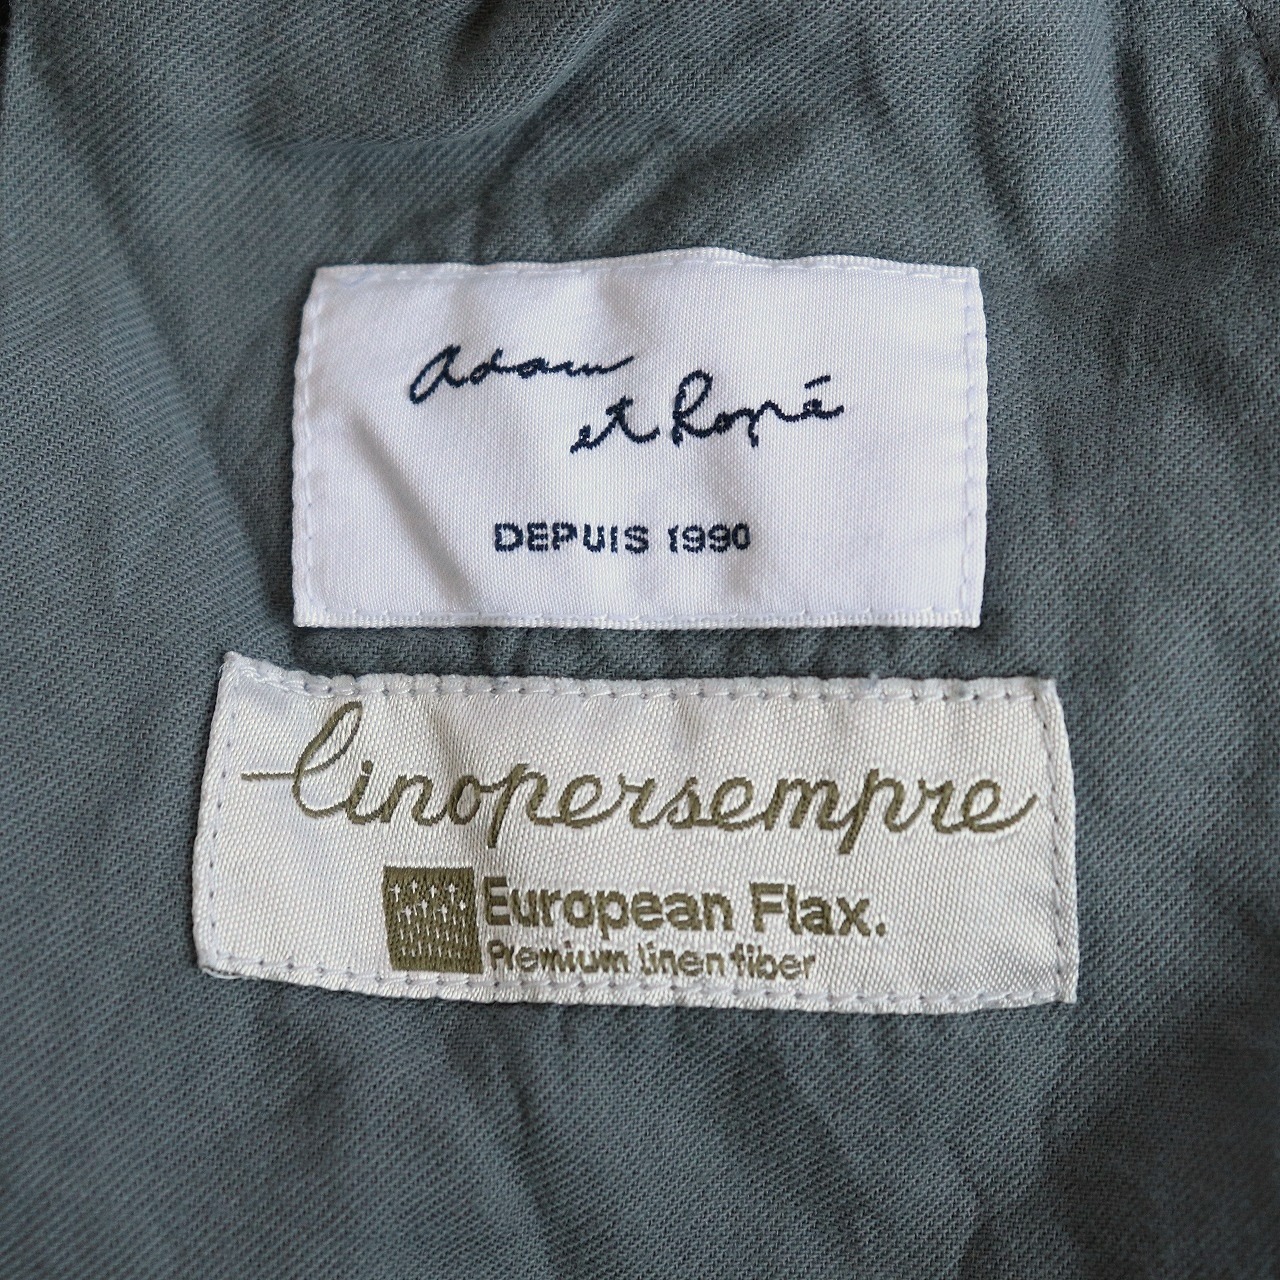 Adam
et Ropé
DEPUIS 1990
linopersempre
European Flax.
Premium linen fiber